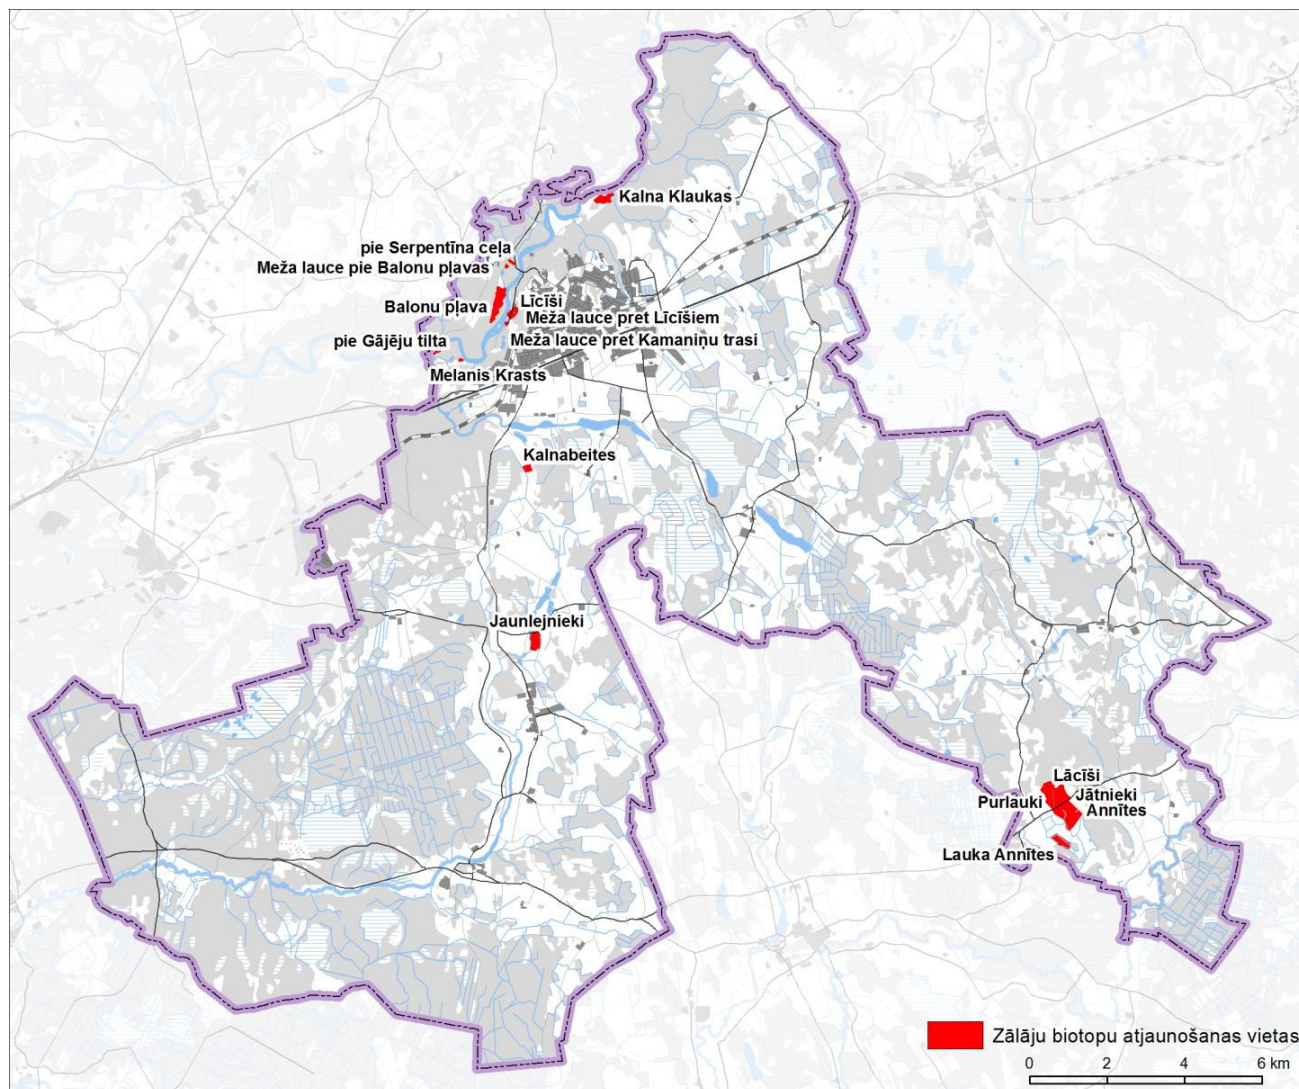 Kalna Klaukas
pie Serpentīna ceļa
Meža lauce pie Balonu pļavas
Balonu pļava
Līcīši
Meža lauce pret Līcīšiem
pie Gājēju tilta
Meža lauce pret Kamaniņu trasi
Melanis Krasts
Kalnabeites
Jaunlejnieki
Lācīši
Purlauki
Jātnieki
Annītes
Lauka Annītes
Zālāju biotopu atjaunošanas vietas
0 2 4 6 km